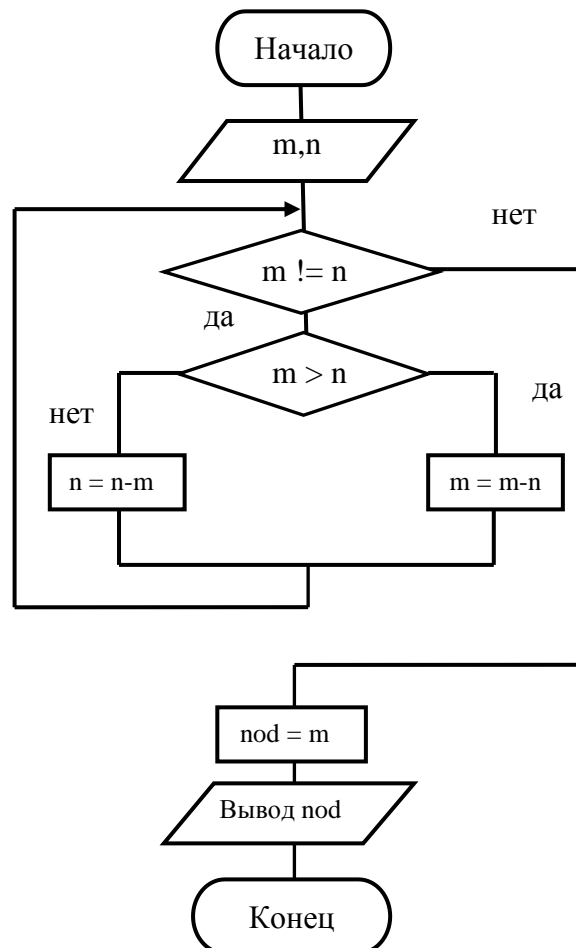 Начало
m,n
нет
m != n
да
m > n
нет
да
n = n-m
m = m-n
nod = m
Вывод nod
Конец